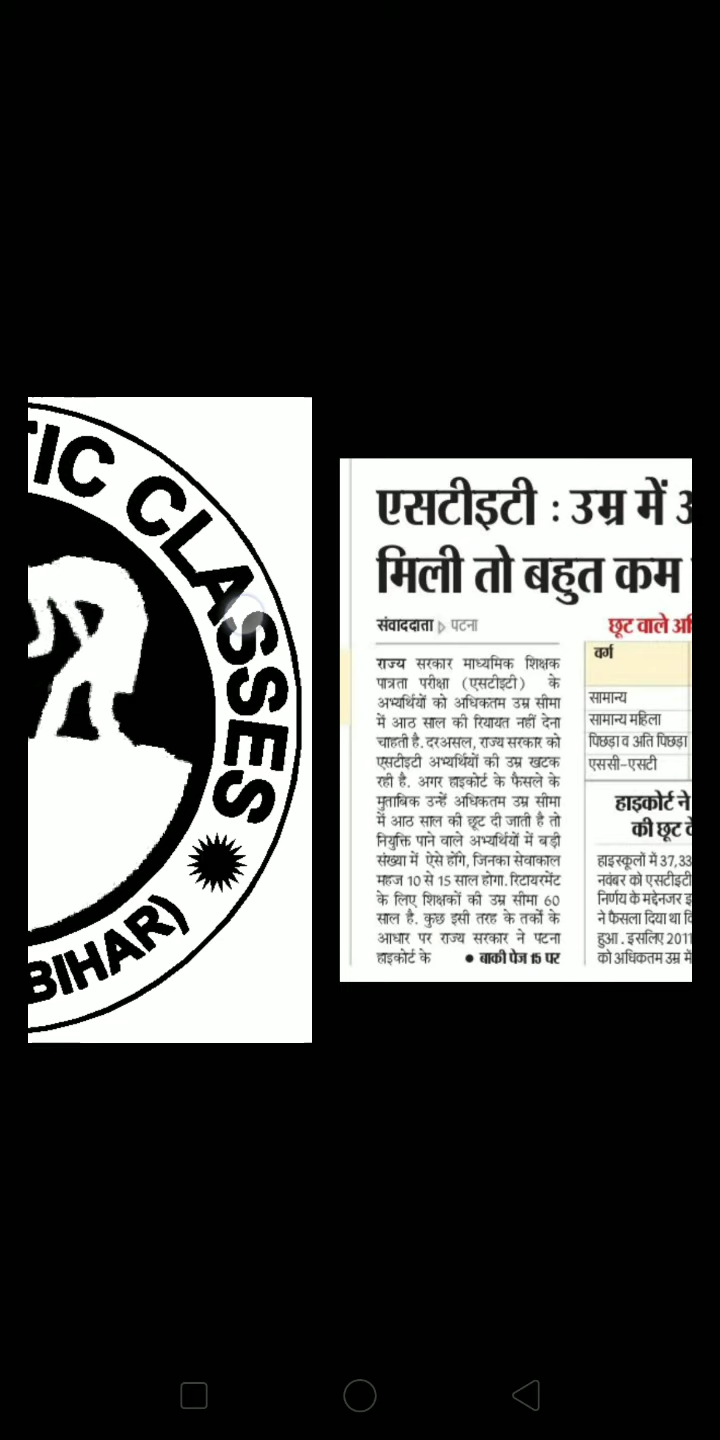 TIC CLASSES
BIHAR)
एसटीइटी : उम्र में
मिली तो बहुत कम
संवाददाता ▷ पटना
राज्य सरकार माध्यमिक शिक्षक
पात्रता परीक्षा (एसटीइटी) के
अभ्यर्थियों को अधिकतम उम्र सीमा
में आठ साल की रियायत नहीं देना
चाहती है. दरअसल, राज्य सरकार को
एसटीइटी अभ्यर्थियों की उम्र खटक
रही है. अगर हाइकोर्ट के फैसले के
मुताबिक उन्हें अधिकतम उम्र सीमा
में आठ साल की छूट दी जाती है तो
नियुक्ति पाने वाले अभ्यर्थियों में बड़ी
संख्या में ऐसे होंगे, जिनका सेवाकाल
महज 10 से 15 साल होगा. रिटायरमेंट
के लिए शिक्षकों की उम्र सीमा 60
साल है. कुछ इसी तरह के तर्कों के
आधार पर राज्य सरकार ने पटना
हाइकोर्ट के ● बाकी पेज 15 पर
छूट वाले
वर्ग
सामान्य
सामान्य महिला
पिछड़ा व अति पिछड़ा
एससी-एसटी
हाइकोर्ट ने
की छूट
हाइस्कूलों में 37,33
नवंबर को एसटीइटी
निर्णय के मद्देनजर
ने फैसला दिया था
हुआ. इसलिए 2011
को अधिकतम उम्र में